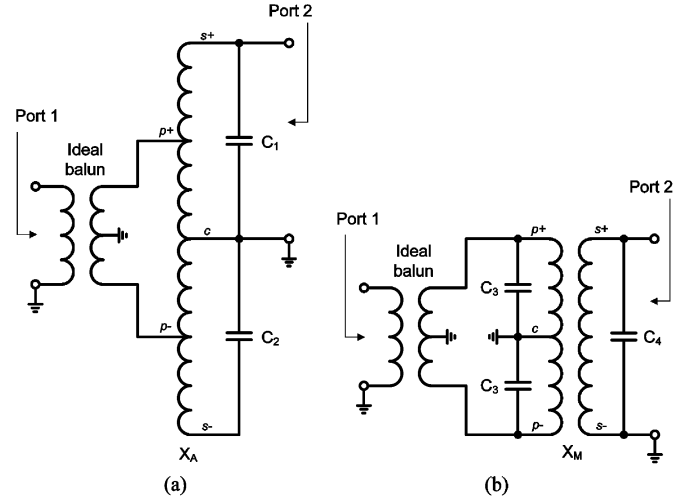 Port 2
s+
Port 1
p+
C1
Ideal
balun
c
Port 2
Port 1
p-
C2
Ideal
balun
p+
s+
C3
c
C4
C3
s-
p-
s-
XA
XM
(a)
(b)